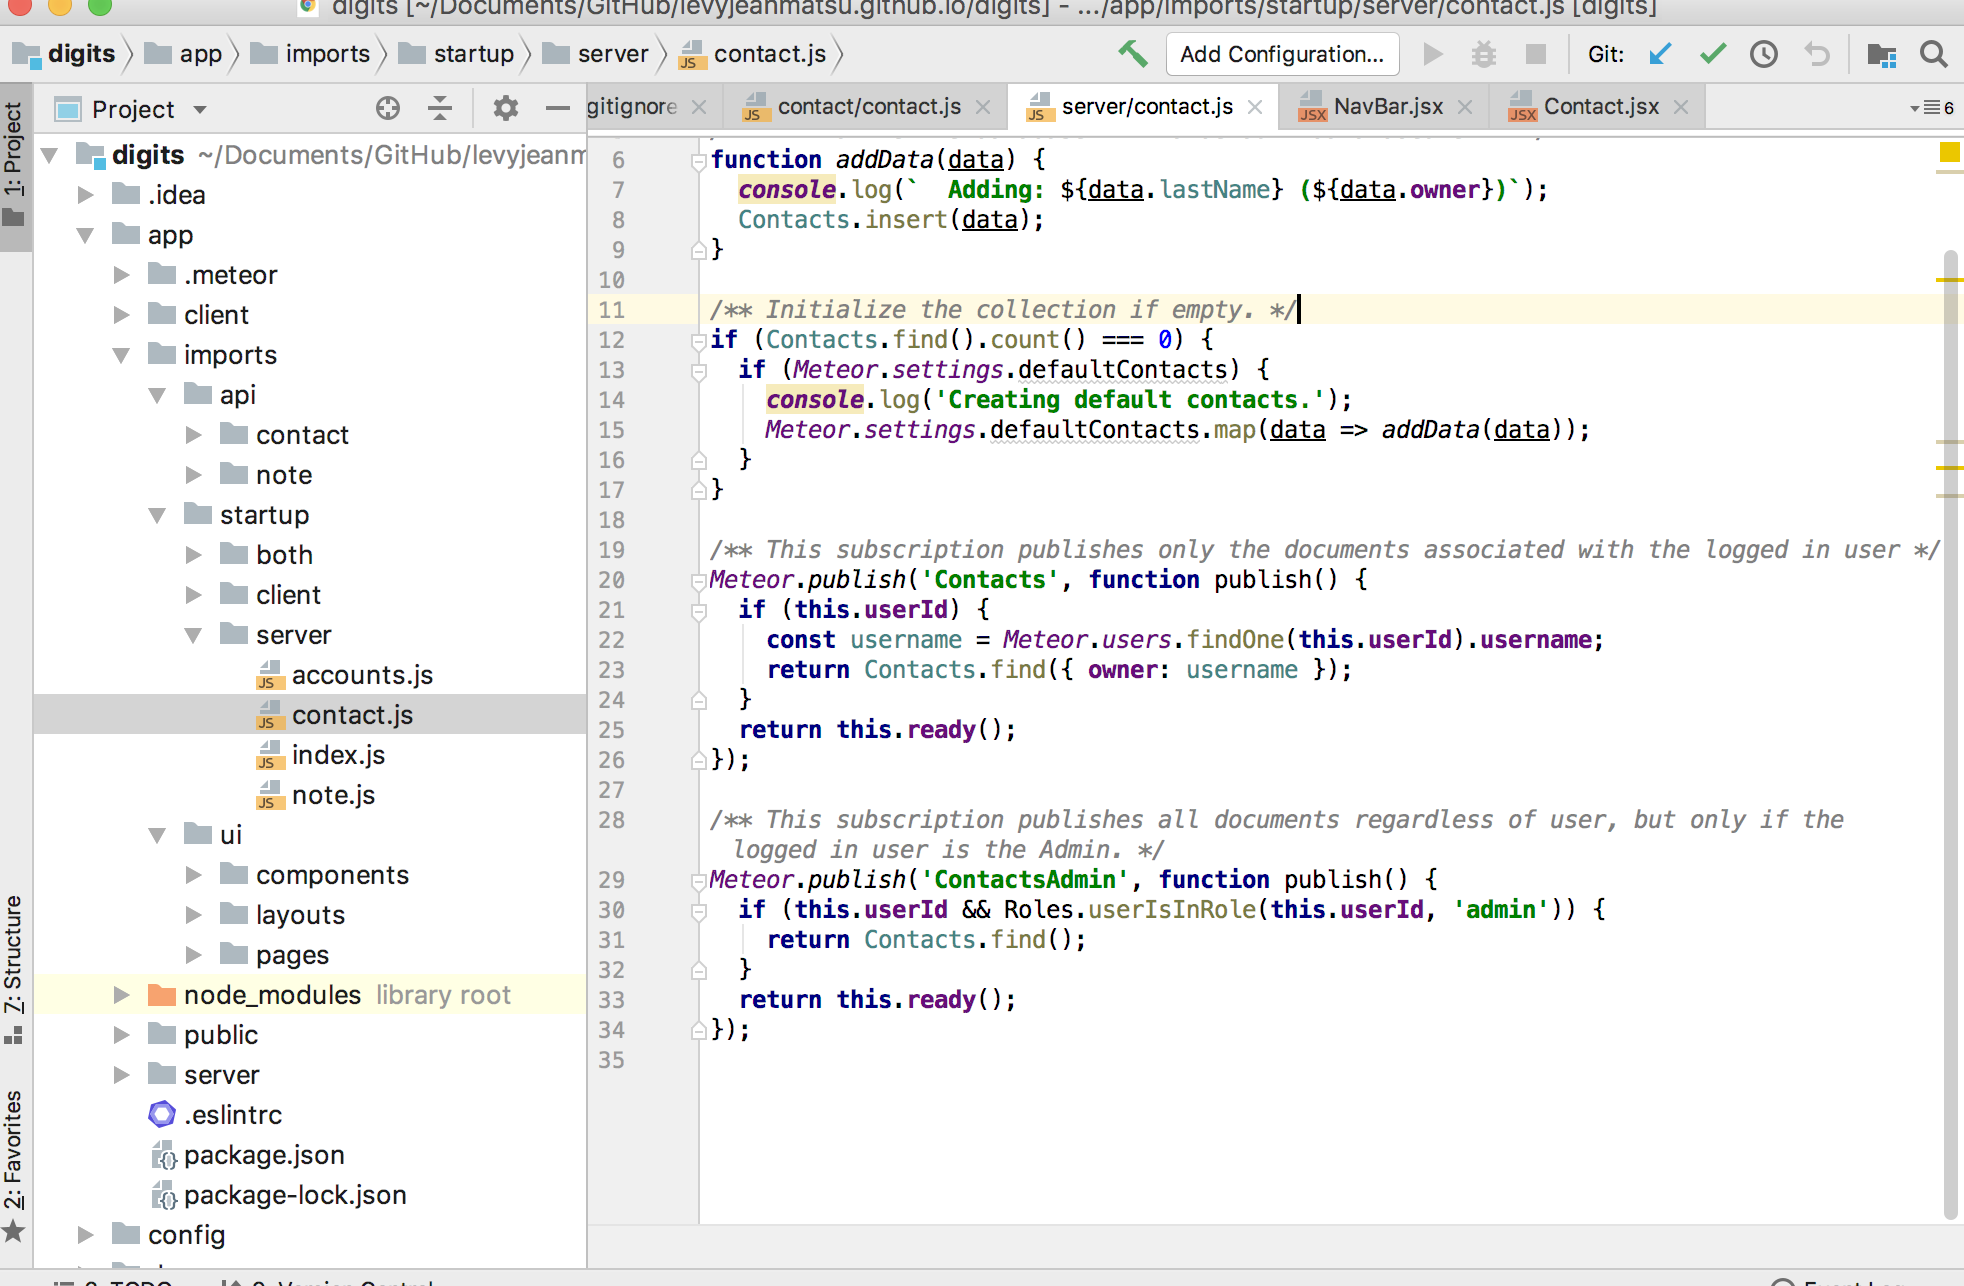 digits [~/Documents/GitHub/levyjeanmatsu.github.io/digits] - .../app/imports/startup/server/contact.js [digits]
digits app imports startup server contact.js Add Configuration... Git:
Project gitignore contact/contact.js server/contact.js NavBar.jsx Contact.jsx 6
1: Project
7: Structure
2: Favorites
digits ~/Documents/GitHub/levyjeanm
.idea
app
.meteor
client
imports
api
contact
note
startup
both
client
server
accounts.js
contact.js
index.js
note.js
ui
components
layouts
pages
node_modules library root
public
server
.eslintrc
package.json
package-lock.json
config
6 function addData(data) {
7 console.log(`  Adding: ${data.lastName} (${data.owner})`);
8 Contacts.insert(data);
9 }
10
11 /** Initialize the collection if empty. */
12 if (Contacts.find().count() === 0) {
13 if (Meteor.settings.defaultContacts) {
14 console.log('Creating default contacts.');
15 Meteor.settings.defaultContacts.map(data => addData(data));
16 }
17 }
18
19 /** This subscription publishes only the documents associated with the logged in user */
20 Meteor.publish('Contacts', function publish() {
21 if (this.userId) {
22 const username = Meteor.users.findOne(this.userId).username;
23 return Contacts.find({ owner: username });
24 }
25 return this.ready();
26 });
27
28 /** This subscription publishes all documents regardless of user, but only if the
logged in user is the Admin. */
29 Meteor.publish('ContactsAdmin', function publish() {
30 if (this.userId && Roles.userIsInRole(this.userId, 'admin')) {
31 return Contacts.find();
32 }
33 return this.ready();
34 });
35
6: TODO 9: Version Control Event Log